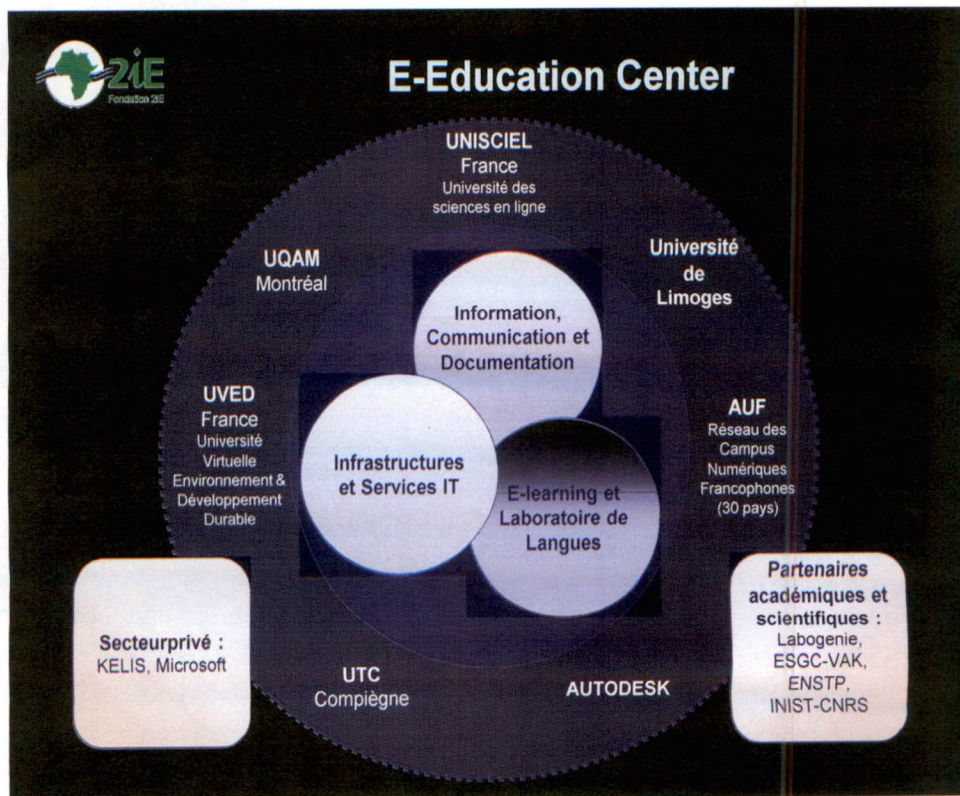 2iE
Fondation 2iE
E-Education Center
UNISCIEL
France
Université des
sciences en ligne
UQAM
Montréal
Université
de
Limoges
Information,
Communication et
Documentation
UVED
France
Université
Virtuelle
Environnement &
Développement
Durable
Infrastructures
et Services IT
E-learning et
Laboratoire de
Langues
AUF
Réseau des
Campus
Numériques
Francophones
(30 pays)
Secteurprivé :
KELIS, Microsoft
UTC
Compiègne
AUTODESK
Partenaires
académiques et
scientifiques :
Labogenie,
ESGC-VAK,
ENSTP,
INIST-CNRS